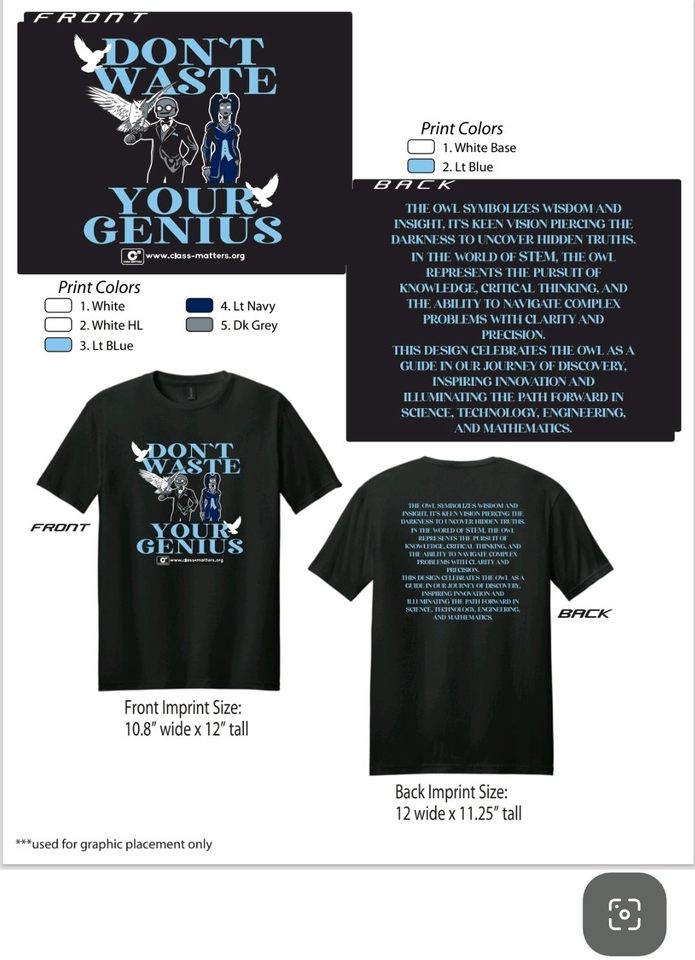 FRONT
DON'T
WASTE
YOUR
GENIUS
www.class-matters.org
Print Colors
1. White Base
2. Lt Blue
BACK
THE OWL SYMBOLIZES WISDOM AND
INSIGHT, IT'S KEEN VISION PIERCING THE
DARKNESS TO UNCOVER HIDDEN TRUTHS.
IN THE WORLD OF STEM, THE OWL
REPRESENTS THE PURSUIT OF
KNOWLEDGE, CRITICAL THINKING, AND
THE ABILITY TO NAVIGATE COMPLEX
PROBLEMS WITH CLARITY AND
PRECISION.
THIS DESIGN CELEBRATES THE OWL AS A
GUIDE IN OUR JOURNEY OF DISCOVERY,
INSPIRING INNOVATION AND
ILLUMINATING THE PATH FORWARD IN
SCIENCE, TECHNOLOGY, ENGINEERING,
AND MATHEMATICS.
Print Colors
1. White
2. White HL
3. Lt BLue
4. Lt Navy
5. Dk Grey
FRONT
DON'T
WASTE
YOUR
GENIUS
www.class-matters.org
Front Imprint Size:
10.8" wide x 12" tall
THE OWL SYMBOLIZES WISDOM AND
INSIGHT, IT'S KEEN VISION PIERCING THE
DARKNESS TO UNCOVER HIDDEN TRUTHS.
IN THE WORLD OF STEM, THE OWL
REPRESENTS THE PURSUIT OF
KNOWLEDGE, CRITICAL THINKING, AND
THE ABILITY TO NAVIGATE COMPLEX
PROBLEMS WITH CLARITY AND
PRECISION.
THIS DESIGN CELEBRATES THE OWL AS A
GUIDE IN OUR JOURNEY OF DISCOVERY,
INSPIRING INNOVATION AND
ILLUMINATING THE PATH FORWARD IN
SCIENCE, TECHNOLOGY, ENGINEERING,
AND MATHEMATICS.
BACK
Back Imprint Size:
12 wide x 11.25" tall
***used for graphic placement only